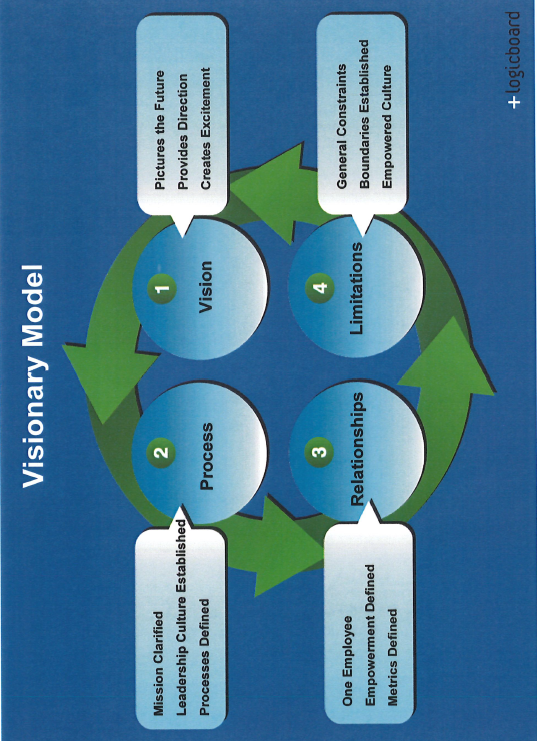 Visionary Model
1
Vision
Pictures the Future
Provides Direction
Creates Excitement
2
Process
Mission Clarified
Leadership Culture Established
Processes Defined
3
Relationships
One Employee
Empowerment Defined
Metrics Defined
4
Limitations
General Constraints
Boundaries Established
Empowered Culture
+logicboard